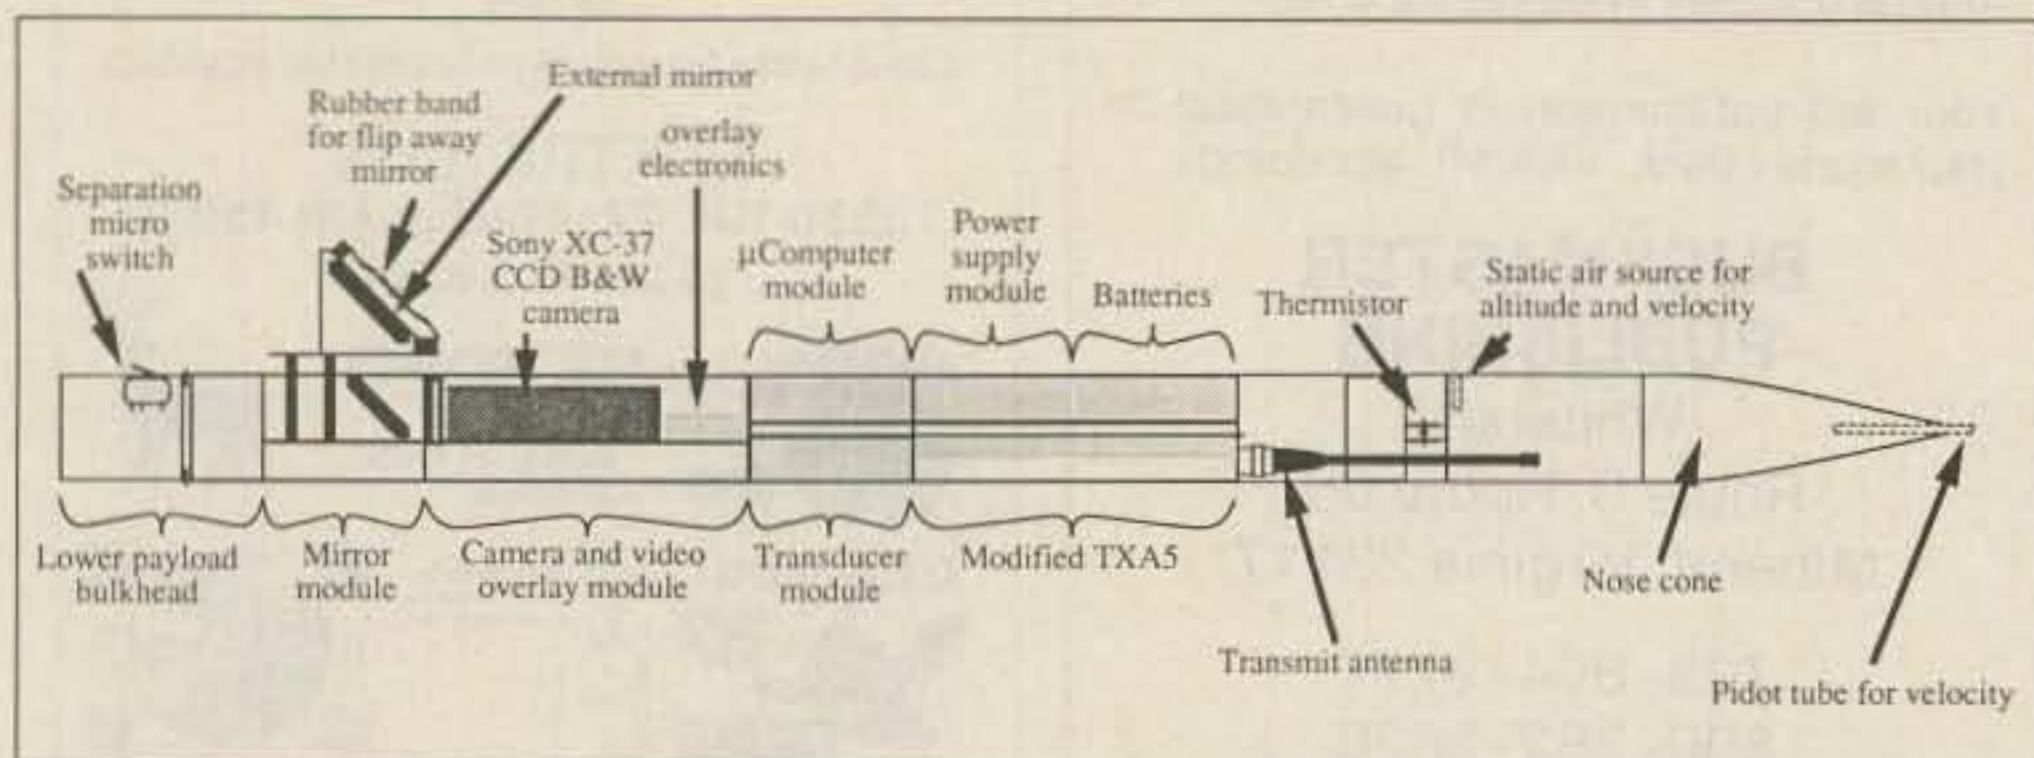 External mirror
Rubber band
for flip away
mirror
overlay
electronics
Separation
micro
switch
Sony XC-37
CCD B&W
camera
µComputer
module
Power
supply
module
Batteries
Thermistor
Static air source for
altitude and velocity
Lower payload
bulkhead
Mirror
module
Camera and video
overlay module
Transducer
module
Modified TXA5
Transmit antenna
Nose cone
Pidot tube for velocity